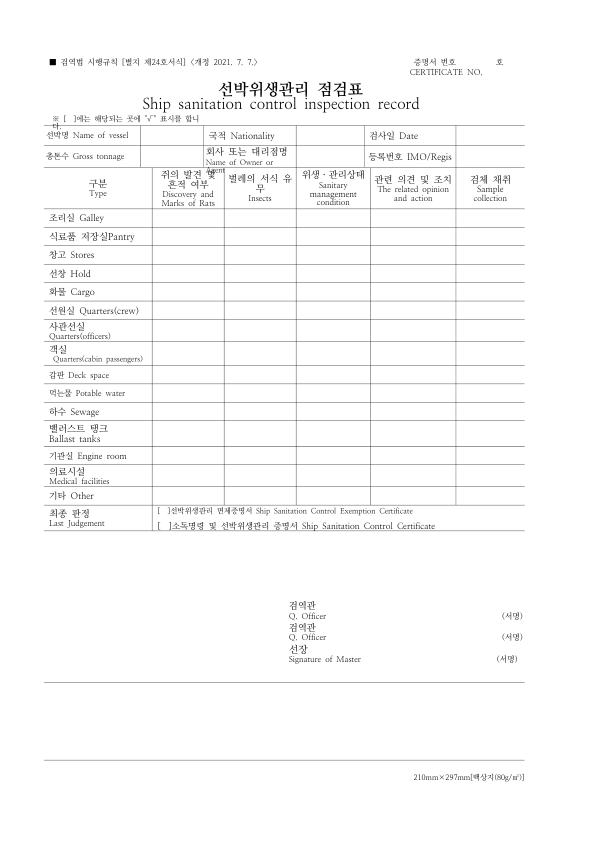 ■ 검역법 시행규칙 [별지 제24호서식] 〈개정 2021. 7. 7.〉
증명서 번호 호
CERTIFICATE NO.
선박위생관리 점검표
Ship sanitation control inspection record
※ [ ]에는 해당되는 곳에 "√" 표시를 합니
다.
선박명 Name of vessel 국적 Nationality 검사일 Date
총톤수 Gross tonnage 회사 또는 대리점명 Name of Owner or Agent 등록번호 IMO/Regis
구분
Type
쥐의 발견 및
흔적 여부
Discovery and
Marks of Rats
벌레의 서식 유
무
Insects
위생ㆍ관리상태
Sanitary
management
condition
관련 의견 및 조치
The related opinion
and action
검체 채취
Sample
collection
조리실 Galley
식료품 저장실Pantry
창고 Stores
선창 Hold
화물 Cargo
선원실 Quarters(crew)
사관선실
Quarters(officers)
객실
Quarters(cabin passengers)
갑판 Deck space
먹는물 Potable water
하수 Sewage
밸러스트 탱크
Ballast tanks
기관실 Engine room
의료시설
Medical facilities
기타 Other
최종 판정
Last Judgement
[ ]선박위생관리 면제증명서 Ship Sanitation Control Exemption Certificate
[ ]소독명령 및 선박위생관리 증명서 Ship Sanitation Control Certificate
검역관
Q. Officer (서명)
검역관
Q. Officer (서명)
선장
Signature of Master (서명)
210mm×297mm[백상지(80g/㎡)]